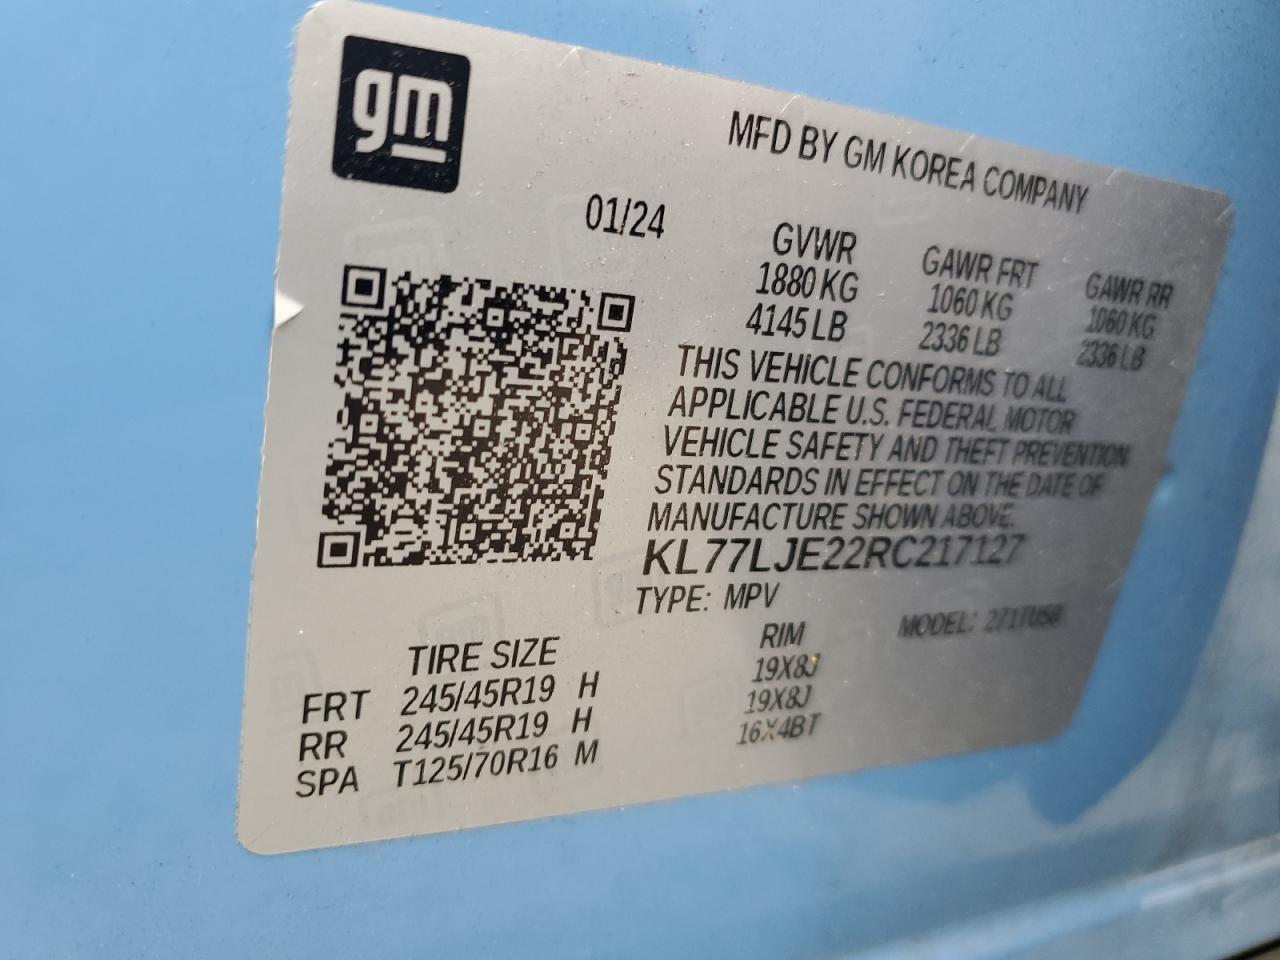 gm
MFD BY GM KOREA COMPANY
01/24
GVWR GAWR FRT GAWR RR
1880 KG 1060 KG 1060 KG
4145 LB 2336 LB 2336 LB
THIS VEHICLE CONFORMS TO ALL
APPLICABLE U.S. FEDERAL MOTOR
VEHICLE SAFETY AND THEFT PREVENTION
STANDARDS IN EFFECT ON THE DATE OF
MANUFACTURE SHOWN ABOVE.
KL77LJE22RC217127
TYPE: MPV MODEL:
TIRE SIZE RIM
FRT 245/45R19 H 19X8J
RR 245/45R19 H 19X8J
SPA T125/70R16 M 16X4BT